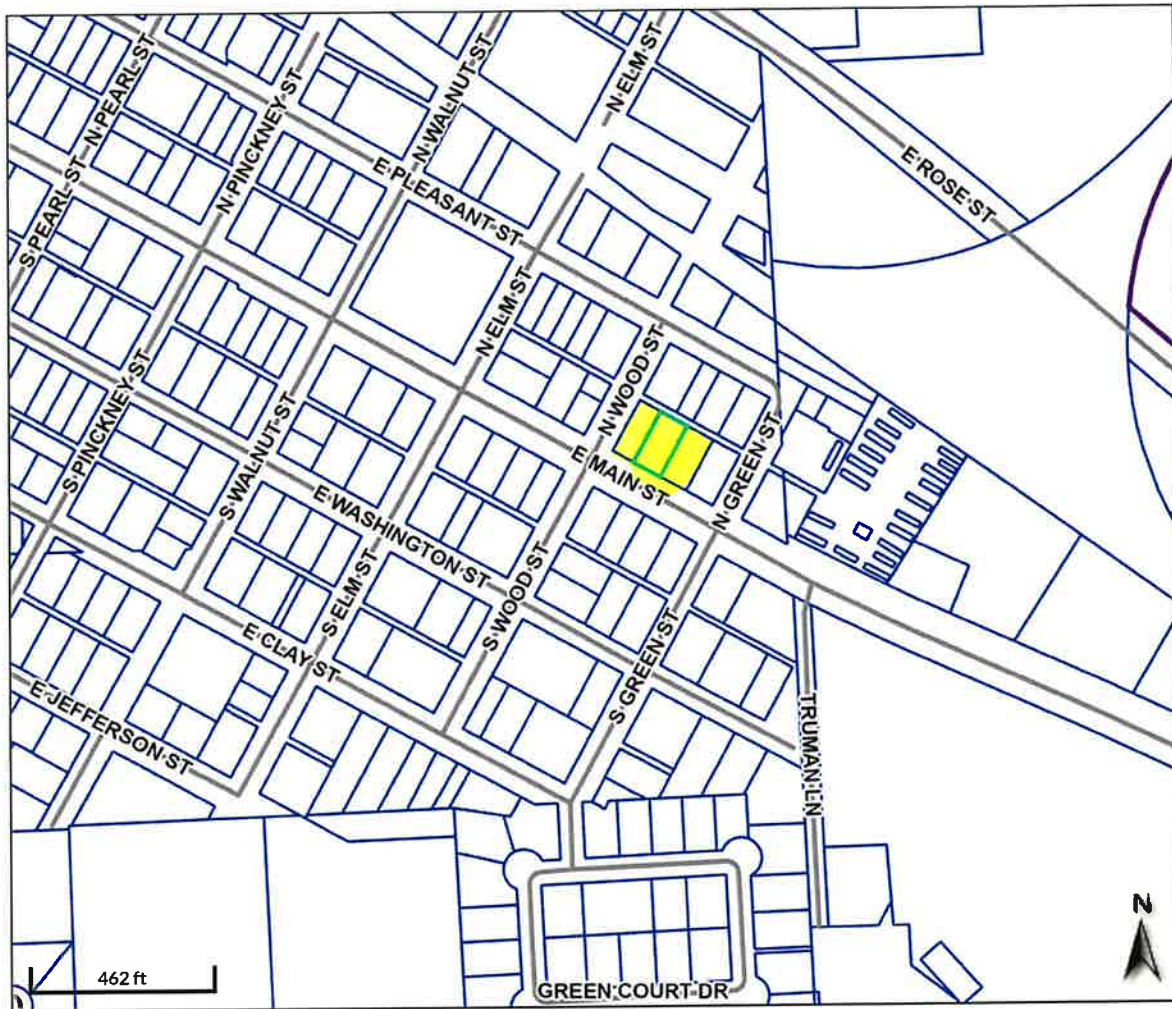 N PEARL ST
S PEARL ST
N PINCKNEY ST
S PINCKNEY ST
N WALNUT ST
S WALNUT ST
N ELM ST
N ELM ST
S ELM ST
E PLEASANT ST
E ROSE ST
N WOOD ST
S WOOD ST
E MAIN ST
N GREEN ST
S GREEN ST
E WASHINGTON ST
E CLAY ST
E JEFFERSON ST
TRUMAN LN
GREEN COURT DR
462 ft
N